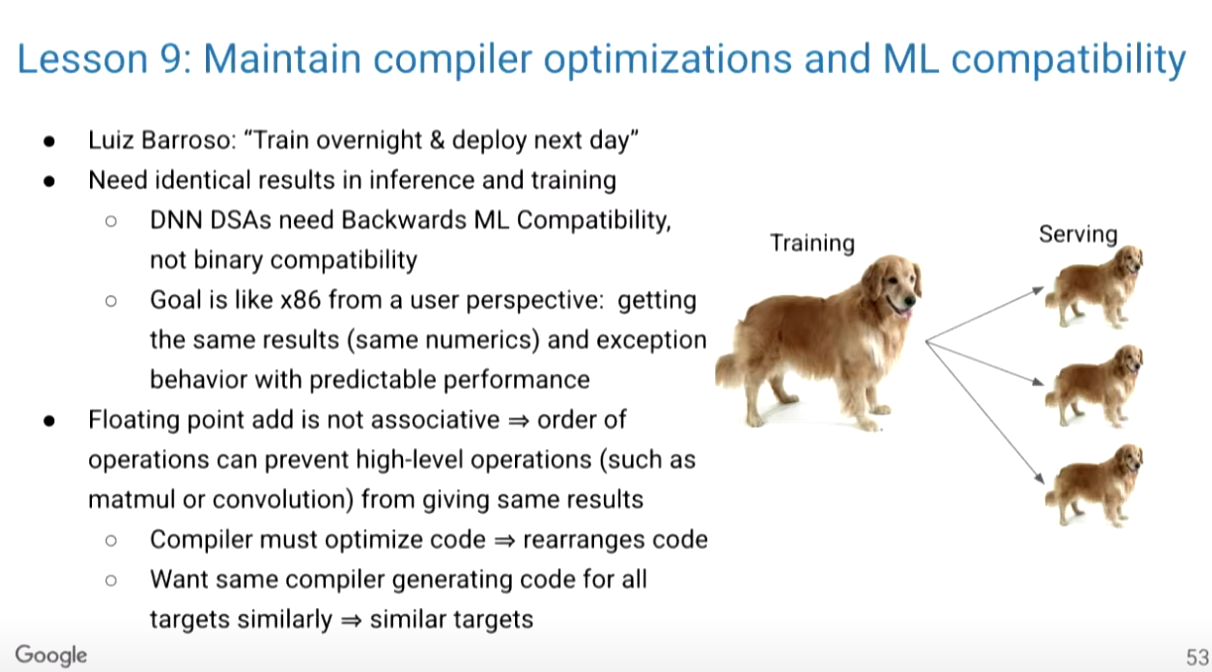 Lesson 9: Maintain compiler optimizations and ML compatibility
● Luiz Barroso: “Train overnight & deploy next day”
● Need identical results in inference and training
○ DNN DSAs need Backwards ML Compatibility,
not binary compatibility
○ Goal is like x86 from a user perspective: getting
the same results (same numerics) and exception
behavior with predictable performance
● Floating point add is not associative ⇒ order of
operations can prevent high-level operations (such as
matmul or convolution) from giving same results
○ Compiler must optimize code ⇒ rearranges code
○ Want same compiler generating code for all
targets similarly ⇒ similar targets
Training
Serving
Google
53